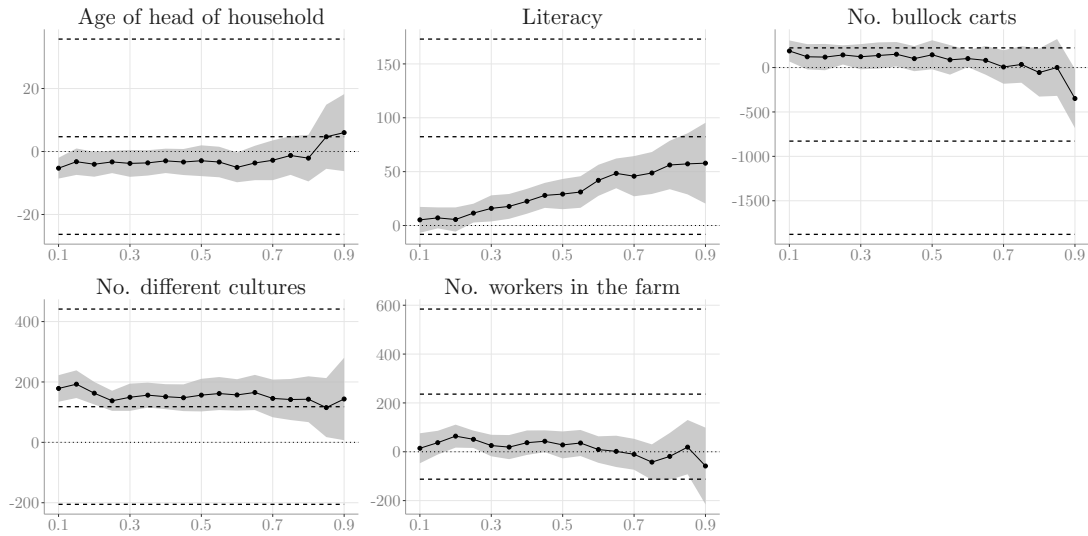 Age of head of household
20
0
-20
0.1 0.3 0.5 0.7 0.9
Literacy
150
100
50
0
0.1 0.3 0.5 0.7 0.9
No. bullock carts
0
-500
-1000
-1500
0.1 0.3 0.5 0.7 0.9
No. different cultures
400
200
0
-200
0.1 0.3 0.5 0.7 0.9
No. workers in the farm
600
400
200
0
-200
0.1 0.3 0.5 0.7 0.9